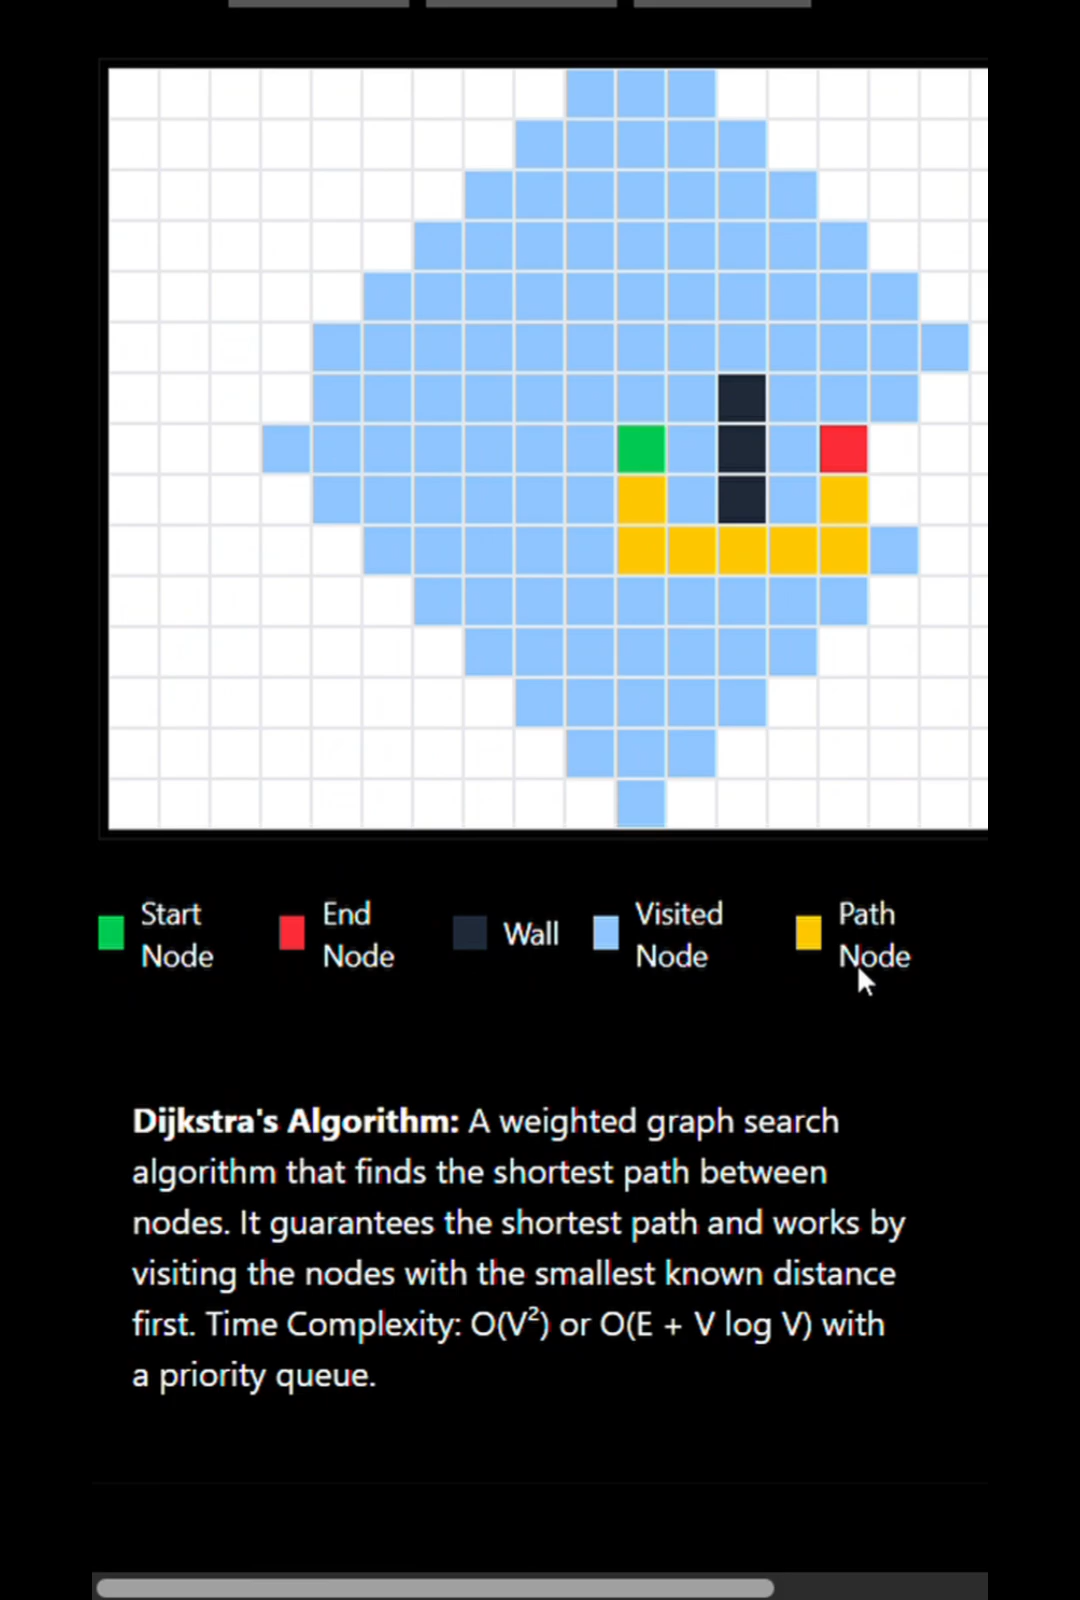 Start Node
End Node
Wall
Visited Node
Path Node
Dijkstra's Algorithm: A weighted graph search
algorithm that finds the shortest path between
nodes. It guarantees the shortest path and works by
visiting the nodes with the smallest known distance
first. Time Complexity: O(V²) or O(E + V log V) with
a priority queue.